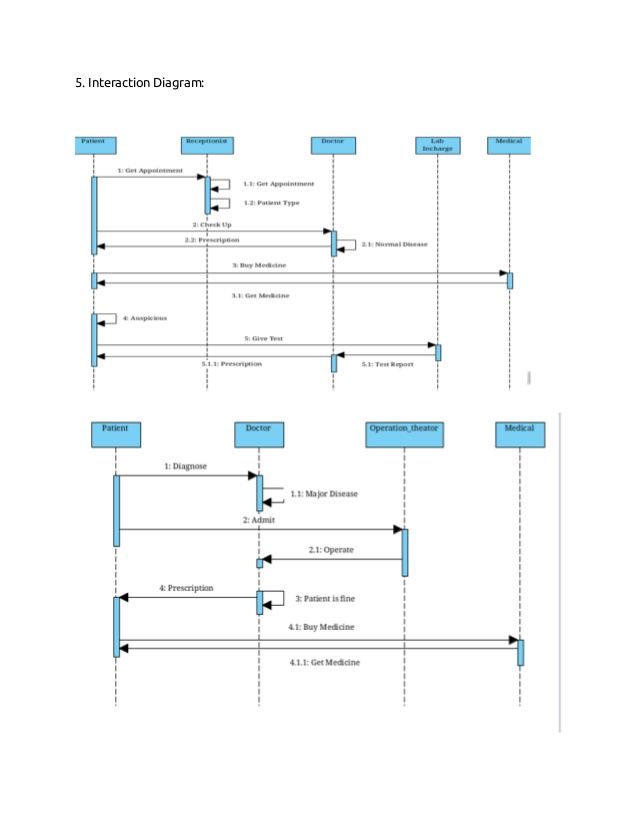 5. Interaction Diagram:
Patient
Receptionist
Doctor
Lab
Incharge
Medical
1: Get Appointment
1.1: Get Appointment
1.2: Patient Type
2: Check Up
2.2: Prescription
2.1: Normal Disease
3: Buy Medicine
3.1: Get Medicine
4: Auspicious
5: Give Test
5.1.1: Prescription
5.1: Test Report
Patient
Doctor
Operation_theator
Medical
1: Diagnose
1.1: Major Disease
2: Admit
2.1: Operate
4: Prescription
3: Patient is fine
4.1: Buy Medicine
4.1.1: Get Medicine